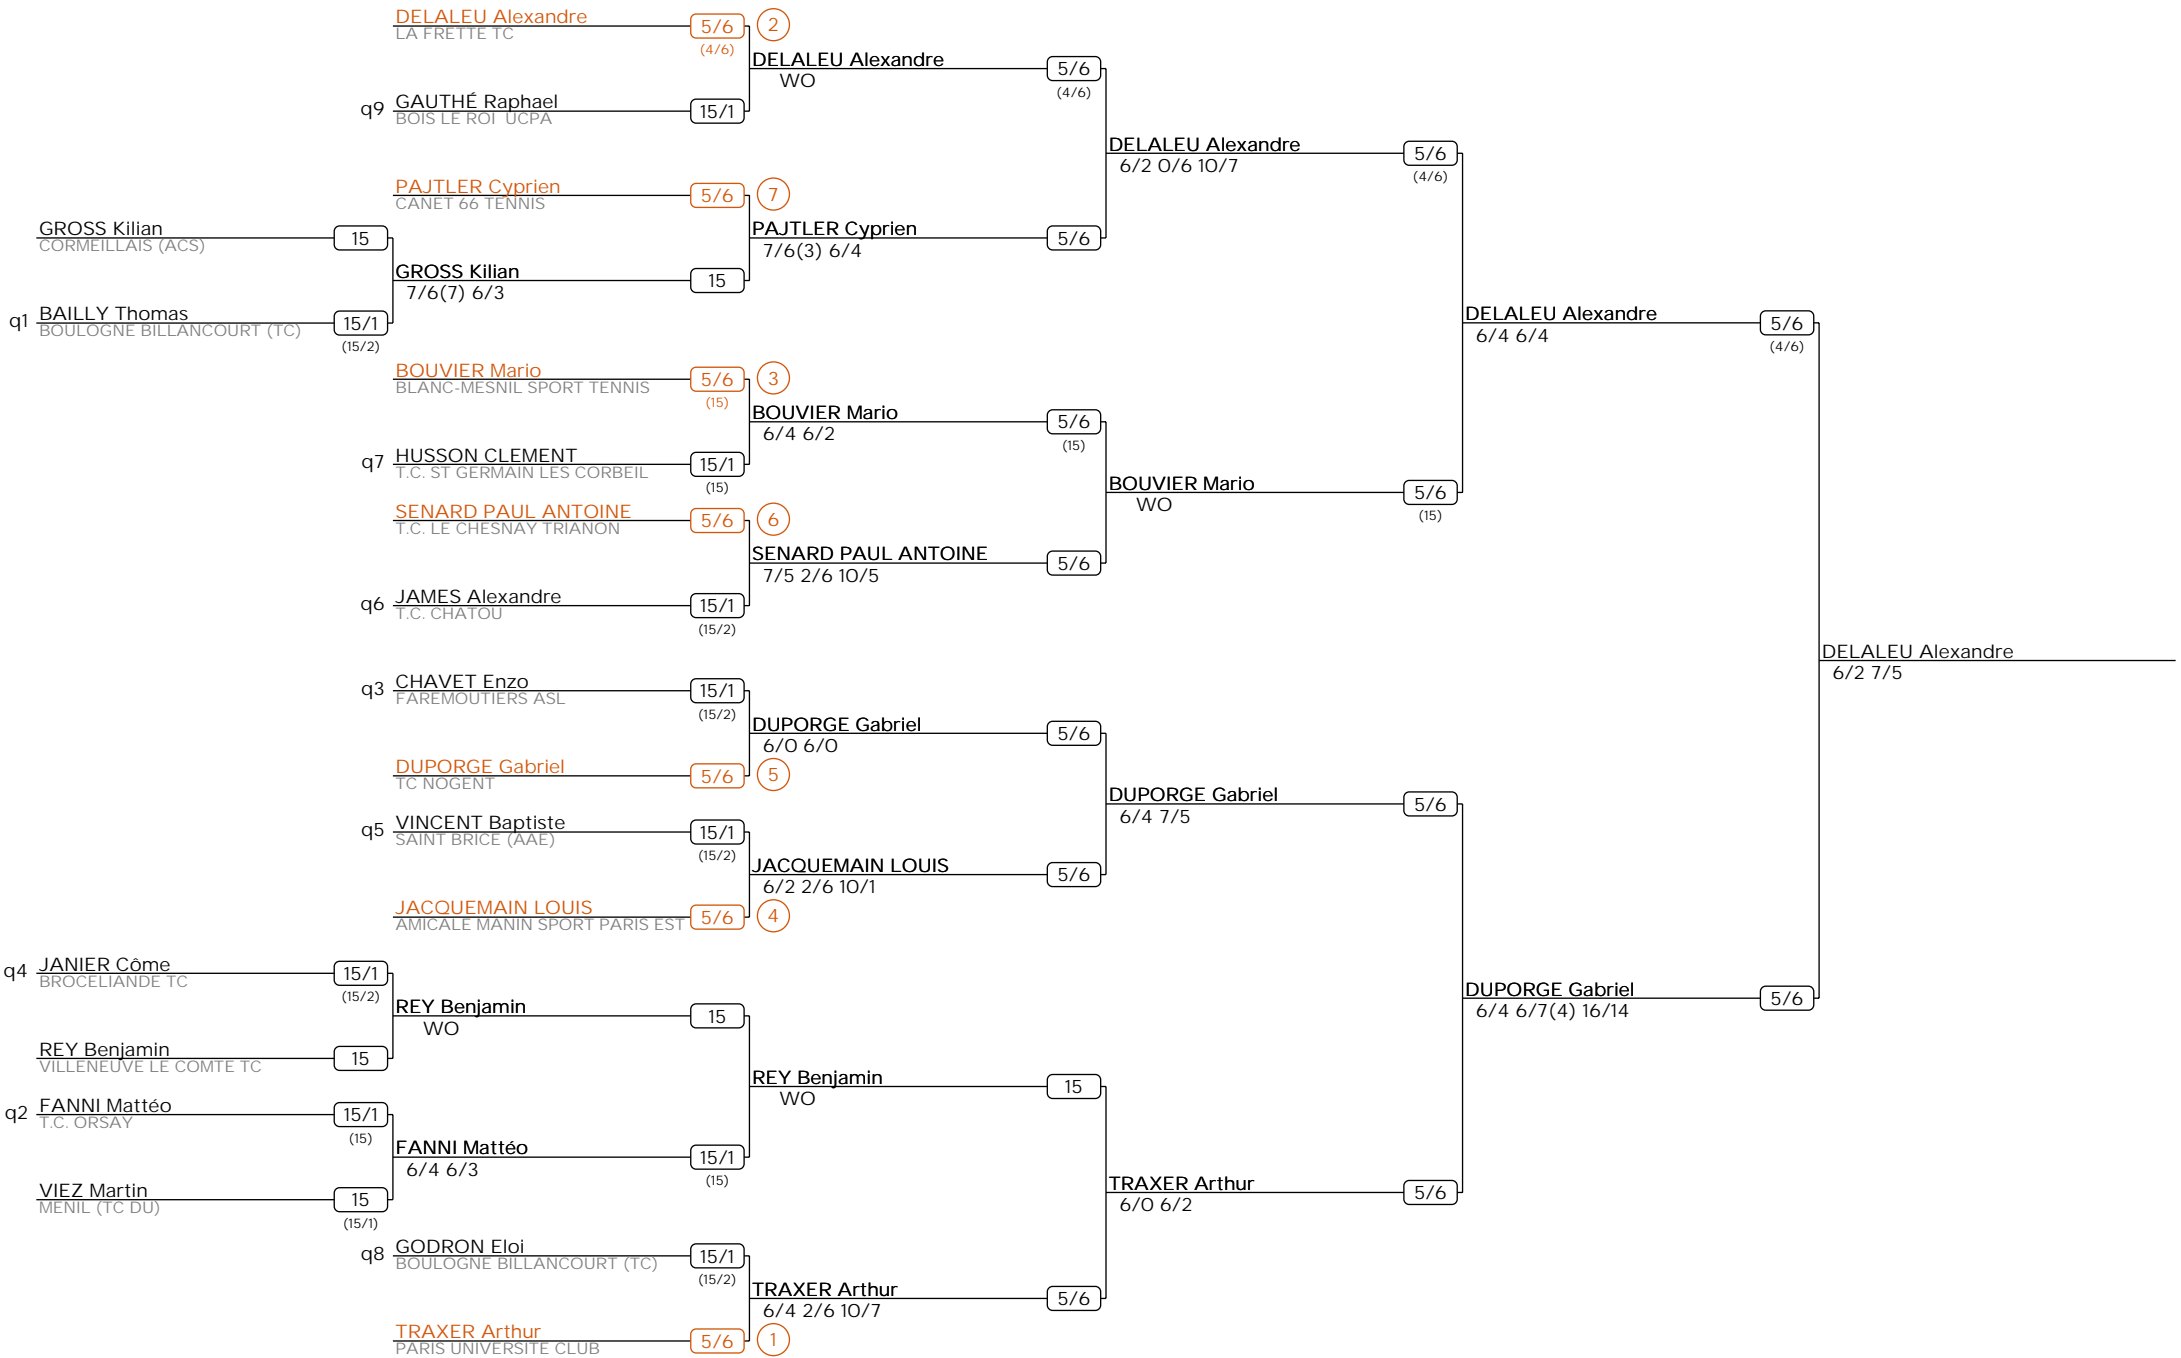 DELALEU Alexandre 5/6 2
LA FRETTE TC (4/6)
DELALEU Alexandre 5/6
WO (4/6)
q9 GAUTHÉ Raphael 15/1
BOIS LE ROI UCPA
DELALEU Alexandre 5/6
6/2 0/6 10/7 (4/6)
PAJTLER Cyprien 5/6 7
CANET 66 TENNIS
GROSS Kilian 15
CORMEILLAIS (ACS)
PAJTLER Cyprien 5/6
7/6(3) 6/4
GROSS Kilian 15
7/6(7) 6/3
q1 BAILLY Thomas 15/1
BOULOGNE BILLANCOURT (TC) (15/2)
DELALEU Alexandre 5/6
6/4 6/4 (4/6)
BOUVIER Mario 5/6 3
BLANC-MESNIL SPORT TENNIS (15)
BOUVIER Mario 5/6
6/4 6/2 (15)
q7 HUSSON CLEMENT 15/1
T.C. ST GERMAIN LES CORBEIL (15)
BOUVIER Mario 5/6
WO (15)
SENARD PAUL ANTOINE 5/6 6
T.C. LE CHESNAY TRIANON
SENARD PAUL ANTOINE 5/6
7/5 2/6 10/5
q6 JAMES Alexandre 15/1
T.C. CHATOU (15/2)
DELALEU Alexandre
6/2 7/5
q3 CHAVET Enzo 15/1
FAREMOUTIERS ASL (15/2)
DUPORGE Gabriel 5/6
6/0 6/0
DUPORGE Gabriel 5/6 5
TC NOGENT
DUPORGE Gabriel 5/6
6/4 7/5
q5 VINCENT Baptiste 15/1
SAINT BRICE (AAE) (15/2)
JACQUEMAIN LOUIS 5/6
6/2 2/6 10/1
JACQUEMAIN LOUIS 5/6 4
AMICALE MANIN SPORT PARIS EST
q4 JANIER Côme 15/1
BROCELIANDE TC (15/2)
DUPORGE Gabriel 5/6
6/4 6/7(4) 16/14
REY Benjamin 15
WO
REY Benjamin 15
VILLENEUVE LE COMTE TC
REY Benjamin 15
WO
q2 FANNI Mattéo 15/1
T.C. ORSAY (15)
FANNI Mattéo 15/1
6/4 6/3 (15)
VIEZ Martin 15
MENIL (TC DU) (15/1)
TRAXER Arthur 5/6
6/0 6/2
q8 GODRON Eloi 15/1
BOULOGNE BILLANCOURT (TC) (15/2)
TRAXER Arthur 5/6
6/4 2/6 10/7
TRAXER Arthur 5/6 1
PARIS UNIVERSITE CLUB